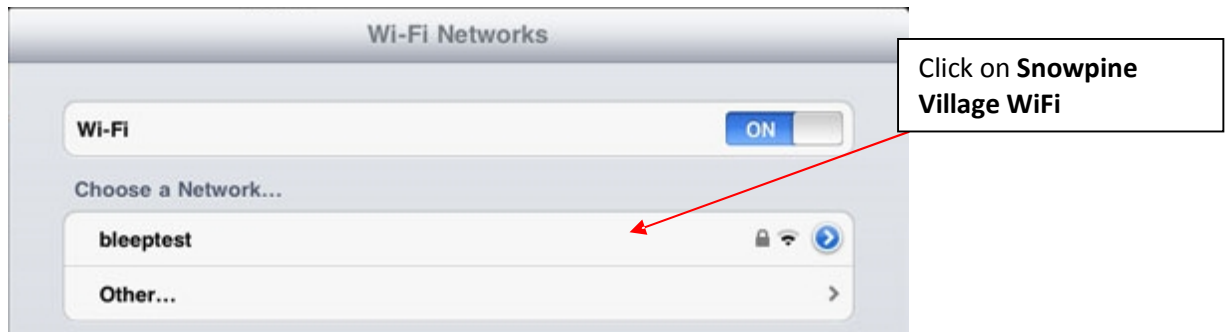 Wi-Fi Networks
Click on Snowpine
Village WiFi
Wi-Fi
ON
Choose a Network...
bleeptest
Other...